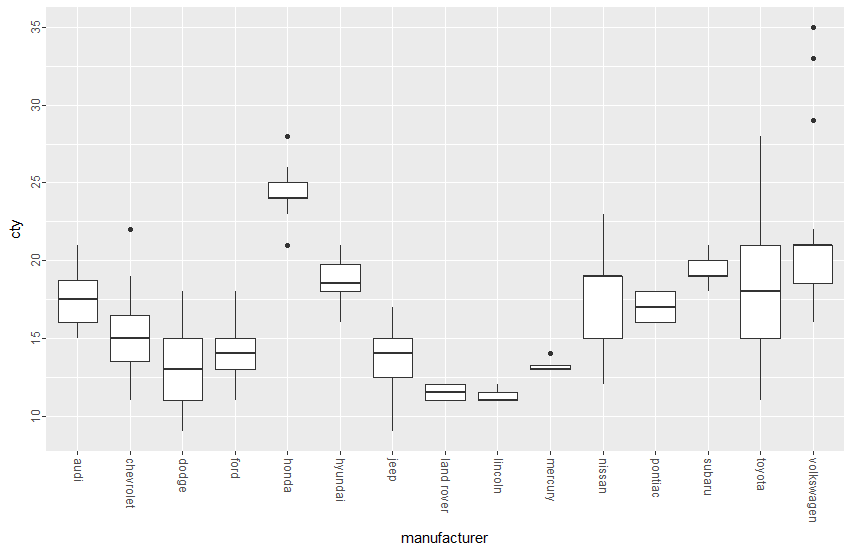 35
30
25
20
15
10
cty
audi
chevrolet
dodge
ford
honda
hyundai
jeep
land rover
lincoln
mercury
nissan
pontiac
subaru
toyota
volkswagen
manufacturer